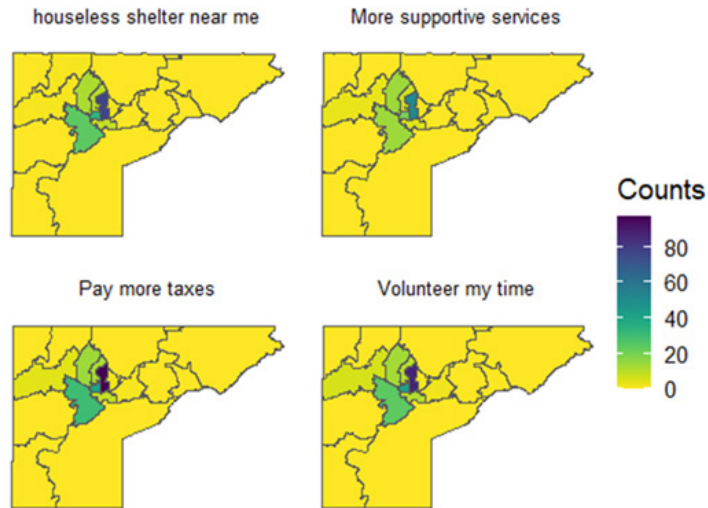 houseless shelter near me
More supportive services
Pay more taxes
Volunteer my time
Counts
80
60
40
20
0